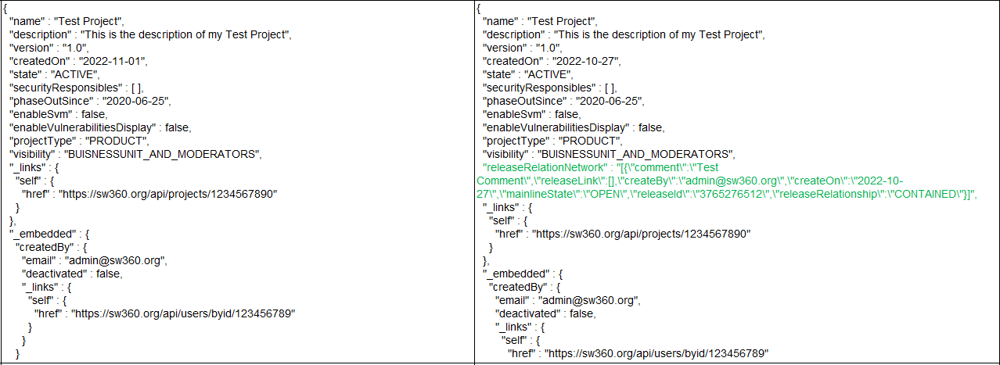 {
"name" : "Test Project",
"description" : "This is the description of my Test Project",
"version" : "1.0",
"createdOn" : "2022-11-01",
"state" : "ACTIVE",
"securityResponsibles" : [ ],
"phaseOutSince" : "2020-06-25",
"enableSvm" : false,
"enableVulnerabilitiesDisplay" : false,
"projectType" : "PRODUCT",
"visibility" : "BUISNESSUNIT_AND_MODERATORS",
"_links" : {
"self" : {
"href" : "https://sw360.org/api/projects/1234567890"
}
},
"_embedded" : {
"createdBy" : {
"email" : "admin@sw360.org",
"deactivated" : false,
"_links" : {
"self" : {
"href" : "https://sw360.org/api/users/byid/123456789"
}
}
}
{
"name" : "Test Project",
"description" : "This is the description of my Test Project",
"version" : "1.0",
"createdOn" : "2022-10-27",
"state" : "ACTIVE",
"securityResponsibles" : [ ],
"phaseOutSince" : "2020-06-25",
"enableSvm" : false,
"enableVulnerabilitiesDisplay" : false,
"projectType" : "PRODUCT",
"visibility" : "BUISNESSUNIT_AND_MODERATORS",
"releaseRelationNetwork" : "[{\"comment\":\"Test
Comment\",\"releaseLink\":[],\"createBy\":\"admin@sw360.org\",\"createOn\":\"2022-10-
27\",\"mainlineState\":\"OPEN\",\"releaseId\":\"3765276512\",\"releaseRelationship\":\"CONTAINED\"}]",
"_links" : {
"self" : {
"href" : "https://sw360.org/api/projects/1234567890"
}
},
"_embedded" : {
"createdBy" : {
"email" : "admin@sw360.org",
"deactivated" : false,
"_links" : {
"self" : {
"href" : "https://sw360.org/api/users/byid/123456789"